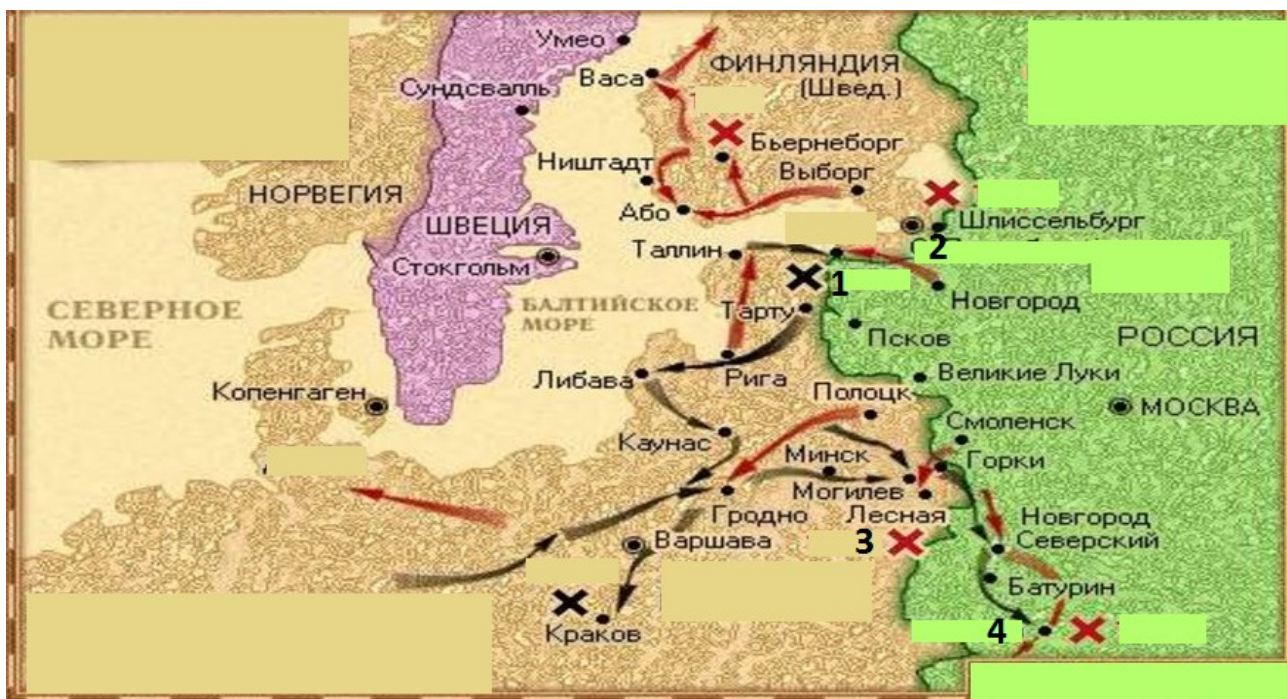 Умео
Васа
ФИНЛЯНДИЯ
(Швед.)
Сундсвалль
Бьернеборг
Ништадт
Выборг
НОРВЕГИЯ
Або
ШВЕЦИЯ
Шлиссельбург
Таллин
2
Стокгольм
1
Новгород
СЕВЕРНОЕ
МОРЕ
БАЛТИЙСКОЕ
МОРЕ
Тарту
Псков
РОССИЯ
Рига
Либава
Великие Луки
Копенгаген
Полоцк
МОСКВА
Смоленск
Каунас
Минск
Горки
Могилев
Гродно
Лесная
Новгород
Северский
Варшава
3
Батурин
Краков
4